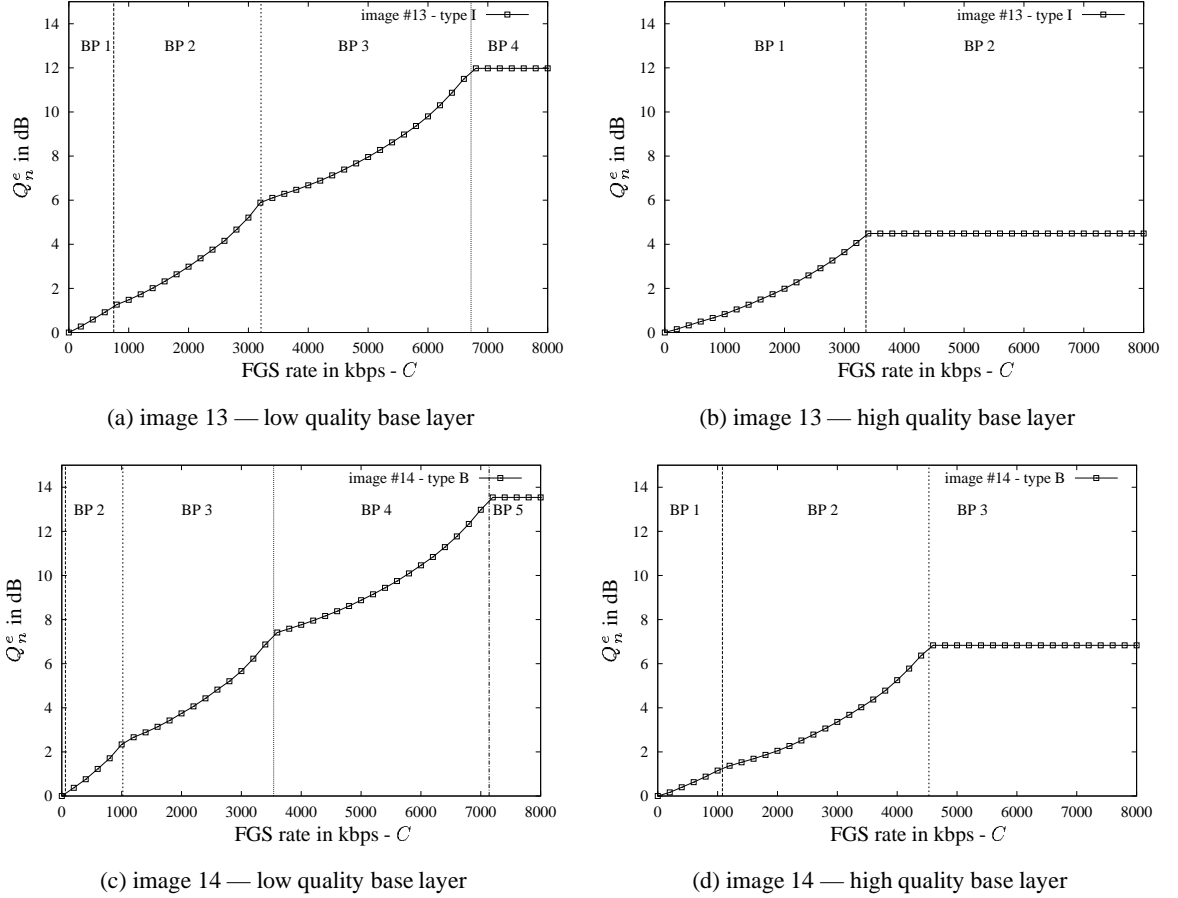 image #13 - type I
BP 1 BP 2 BP 3 BP 4
14
12
10
8
6
4
2
0
Q_n^e in dB
0 1000 2000 3000 4000 5000 6000 7000 8000
FGS rate in kbps - C
(a) image 13 — low quality base layer
image #13 - type I
BP 1 BP 2
14
12
10
8
6
4
2
0
Q_n^e in dB
0 1000 2000 3000 4000 5000 6000 7000 8000
FGS rate in kbps - C
(b) image 13 — high quality base layer
image #14 - type B
BP 2 BP 3 BP 4 BP 5
14
12
10
8
6
4
2
0
Q_n^e in dB
0 1000 2000 3000 4000 5000 6000 7000 8000
FGS rate in kbps - C
(c) image 14 — low quality base layer
image #14 - type B
BP 1 BP 2 BP 3
14
12
10
8
6
4
2
0
Q_n^e in dB
0 1000 2000 3000 4000 5000 6000 7000 8000
FGS rate in kbps - C
(d) image 14 — high quality base layer